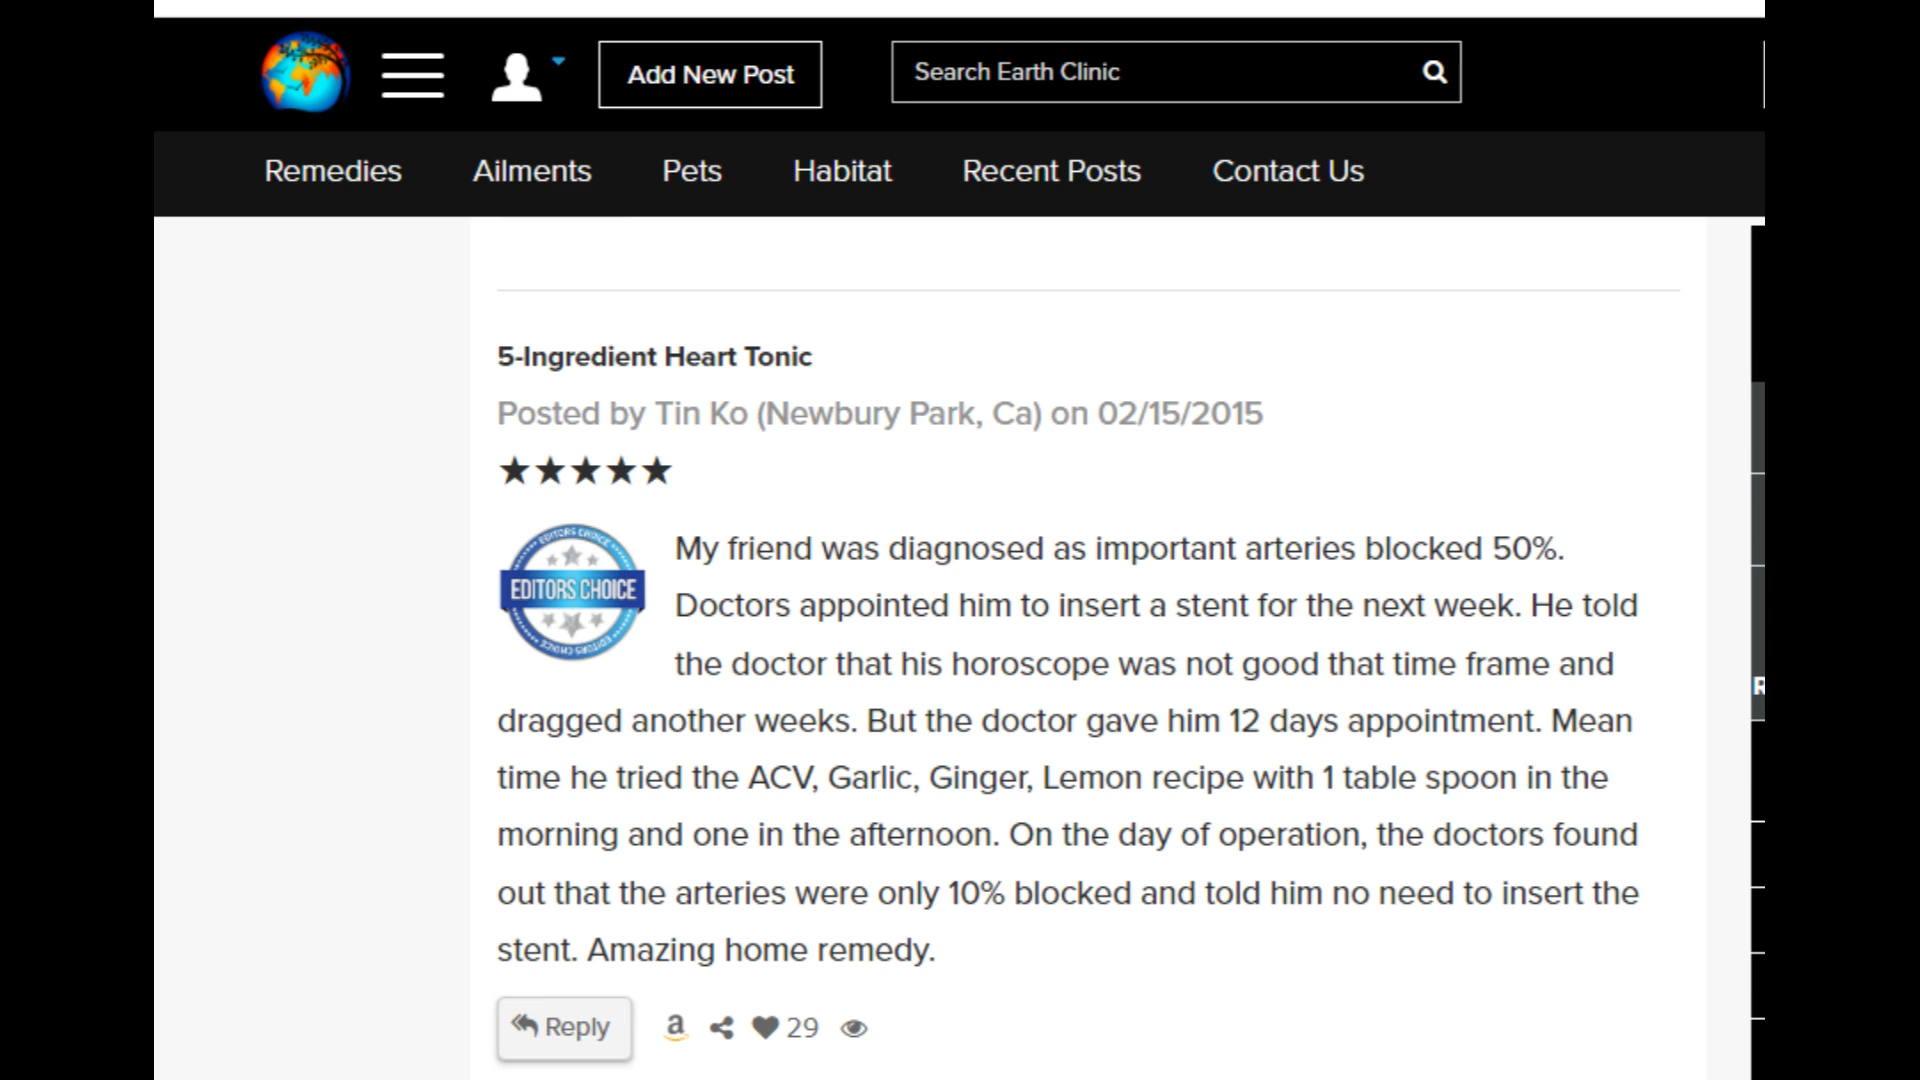 Add New Post
Search Earth Clinic
Remedies Ailments Pets Habitat Recent Posts Contact Us
5-Ingredient Heart Tonic
Posted by Tin Ko (Newbury Park, Ca) on 02/15/2015
★★★★★
EDITORS CHOICE
EDITORS CHOICE
EDITORS CHOICE
My friend was diagnosed as important arteries blocked 50%.
Doctors appointed him to insert a stent for the next week. He told
the doctor that his horoscope was not good that time frame and
dragged another weeks. But the doctor gave him 12 days appointment. Mean
time he tried the ACV, Garlic, Ginger, Lemon recipe with 1 table spoon in the
morning and one in the afternoon. On the day of operation, the doctors found
out that the arteries were only 10% blocked and told him no need to insert the
stent. Amazing home remedy.
Reply a 29
R